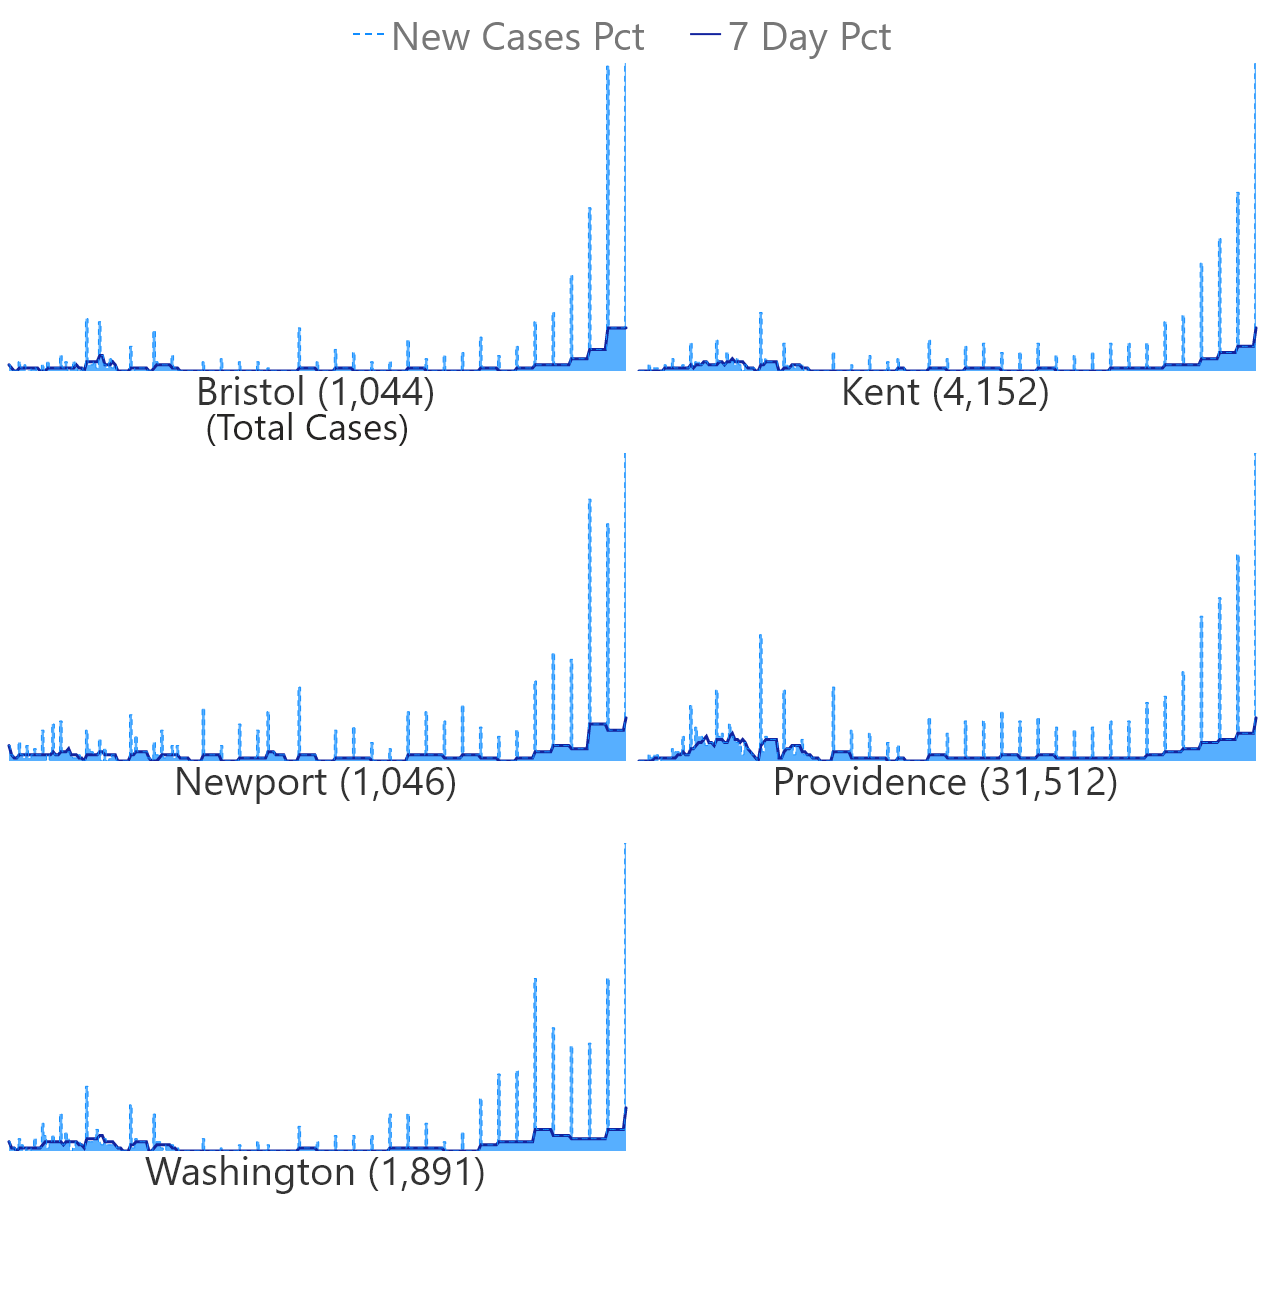 New Cases Pct 7 Day Pct
Bristol (1,044) Kent (4,152)
(Total Cases)
Newport (1,046) Providence (31,512)
Washington (1,891)